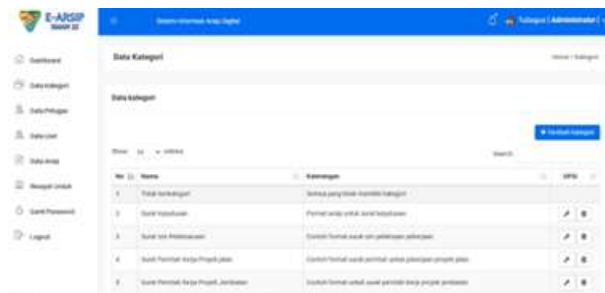 E-ARSIP
Sistem Informasi Arsip Digital
Administrator
Dashboard
Data Kategori
Data Petugas
Data User
Data Arsip
Riwayat Unduh
Ganti Password
Logout
Data Kategori
Home / Kategori
Data kategori
Tambah Kategori
Show 10 entries
Search:
No Nama Keterangan OPSI
1 Tidak berkategori Semua yang tidak memiliki kategori
2 Surat Keputusan Format arsip untuk surat keputusan
3 Surat Izin Pelaksanaan Contoh format surat izin pelaksaan pekerjaan
4 Surat Perintah Kerja Proyek jalan Contoh format surat perintah untuk pekerjaan proyek jalan
5 Surat Perintah Kerja Proyek Jembatan Contoh format untuk surat perintah kerja proyek jembatan